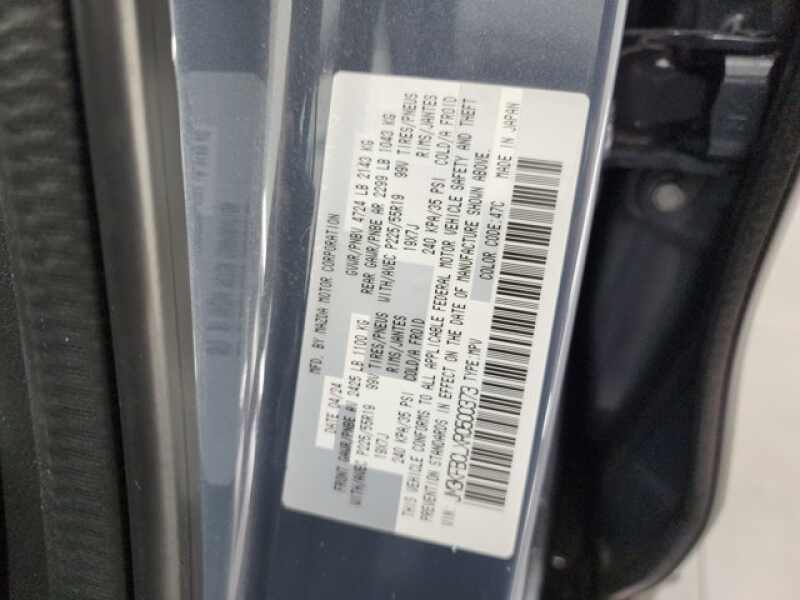 MFD. BY MAZDA MOTOR CORPORATION
DATE 04/24 GVWR/PNBV 4724 LB 2143 KG
FRONT GAWR/PNBE AV 2425 LB 1100 KG REAR GAWR/PNBE AR 2299 LB 1043 KG
WITH/AVEC P225/55R19 99V TIRES/PNEUS WITH/AVEC P225/55R19 99V TIRES/PNEUS
19X7J RIMS/JANTES 19X7J RIMS/JANTES
240 KPA/35 PSI COLD/A FROID 240 KPA/35 PSI COLD/A FROID
THIS VEHICLE CONFORMS TO ALL APPLICABLE FEDERAL MOTOR VEHICLE SAFETY AND THEFT
PREVENTION STANDARDS IN EFFECT ON THE DATE OF MANUFACTURE SHOWN ABOVE.
VIN TYPE:MPV COLOR CODE:47C MADE IN JAPAN